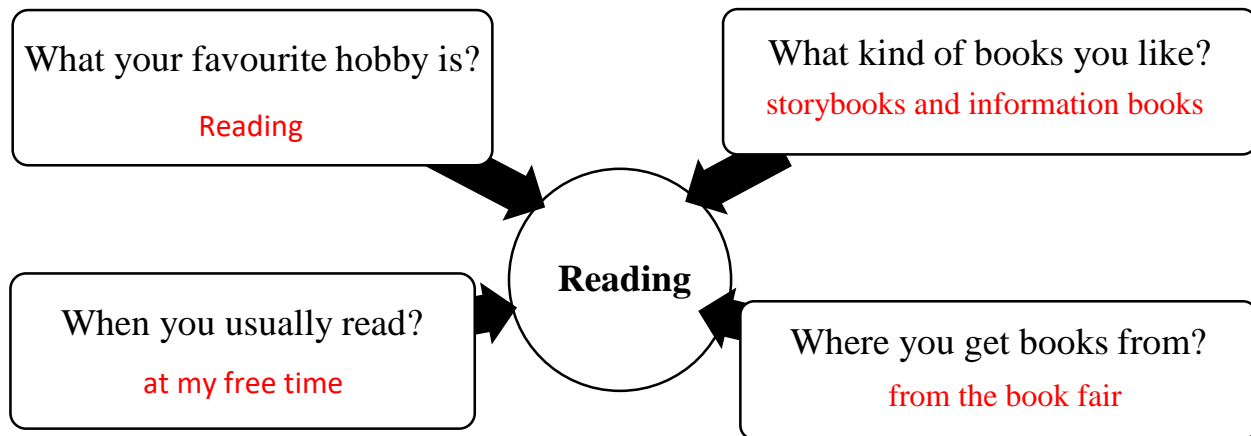 What your favourite hobby is?
Reading
What kind of books you like?
storybooks and information books
Reading
When you usually read?
at my free time
Where you get books from?
from the book fair